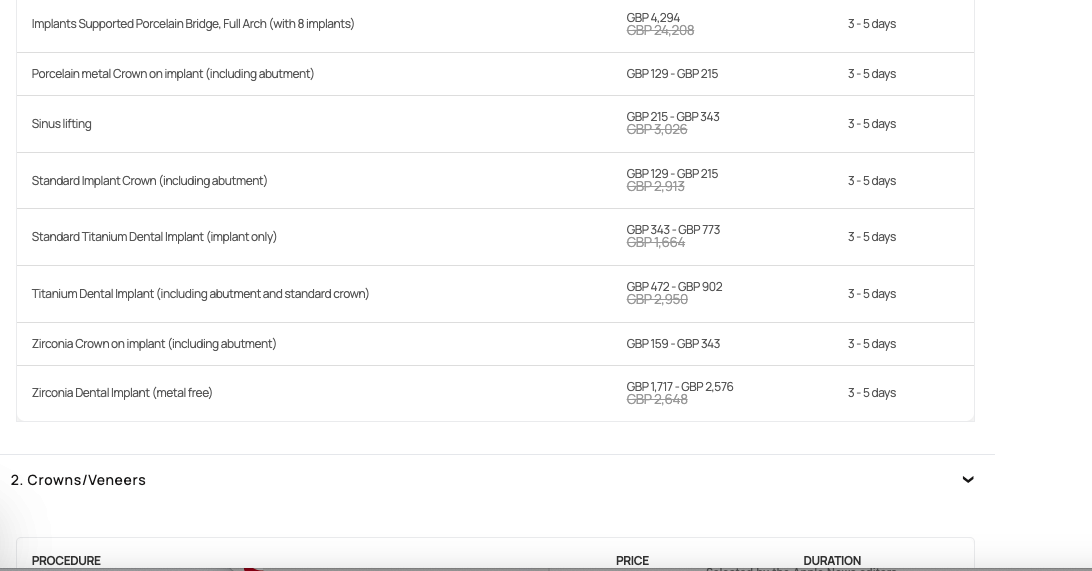 Implants Supported Porcelain Bridge, Full Arch (with 8 implants) GBP 4,294 3 - 5 days
GBP 24,208
Porcelain metal Crown on implant (including abutment) GBP 129 - GBP 215 3 - 5 days
Sinus lifting GBP 215 - GBP 343 3 - 5 days
GBP 3,026
Standard Implant Crown (including abutment) GBP 129 - GBP 215 3 - 5 days
GBP 2,913
Standard Titanium Dental Implant (implant only) GBP 343 - GBP 773 3 - 5 days
GBP 1,664
Titanium Dental Implant (including abutment and standard crown) GBP 472 - GBP 902 3 - 5 days
GBP 2,950
Zirconia Crown on implant (including abutment) GBP 159 - GBP 343 3 - 5 days
Zirconia Dental Implant (metal free) GBP 1,717 - GBP 2,576 3 - 5 days
GBP 2,648
2. Crowns/Veneers
PROCEDURE PRICE DURATION